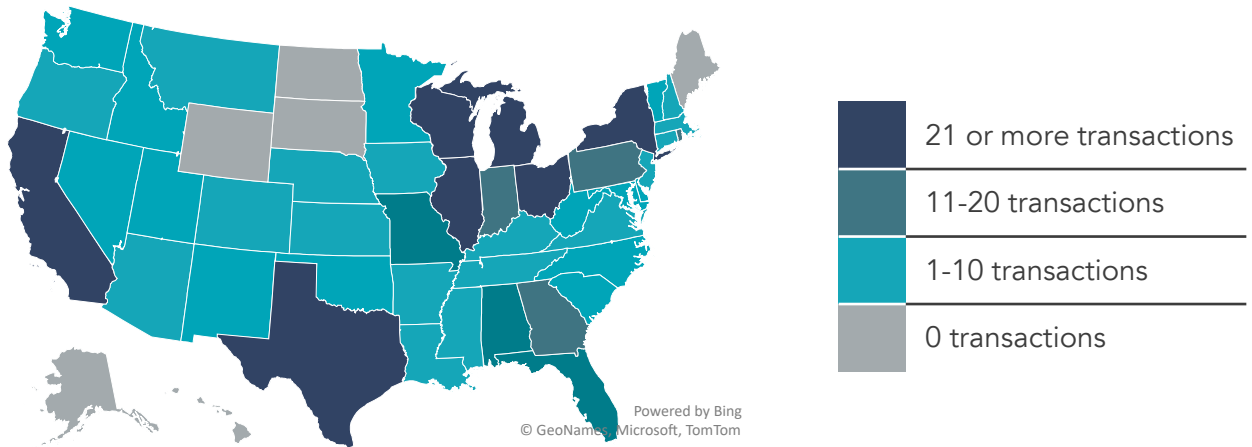 21 or more transactions
11-20 transactions
1-10 transactions
0 transactions
Powered by Bing
© GeoNames, Microsoft, TomTom